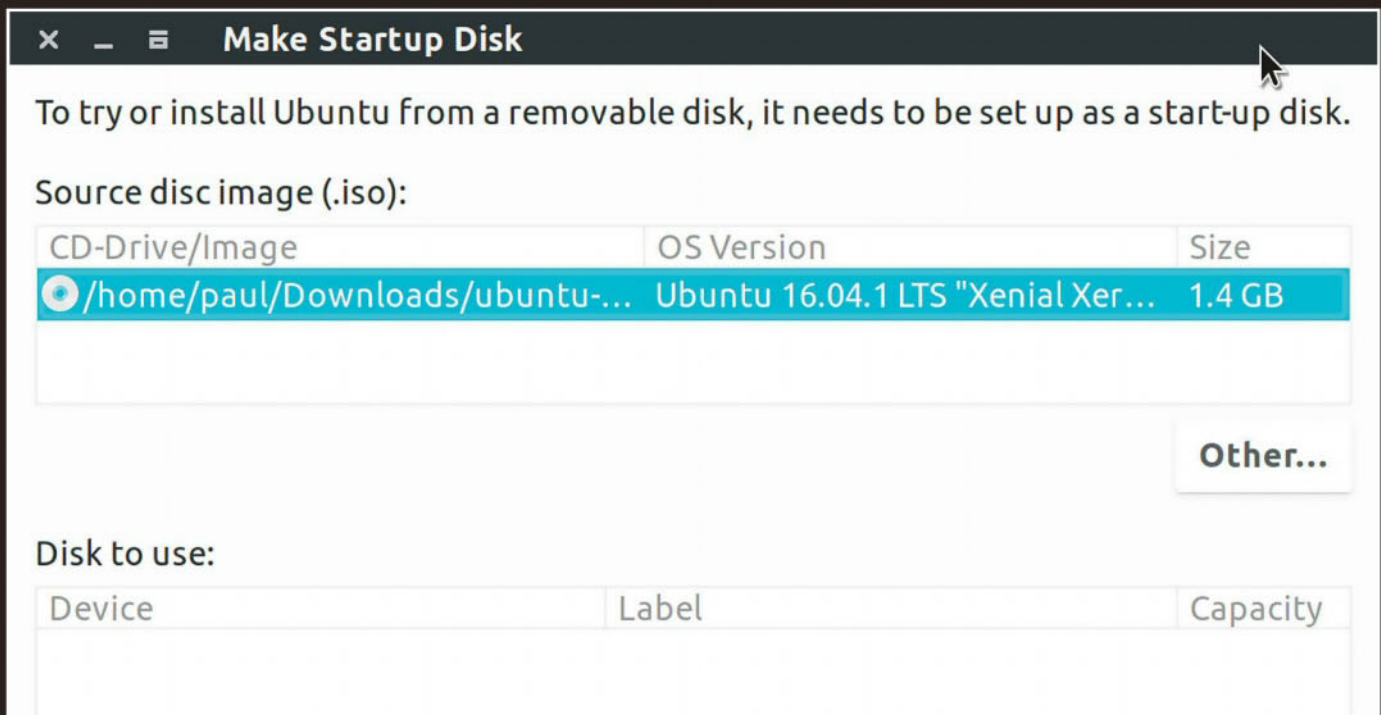 Make Startup Disk
To try or install Ubuntu from a removable disk, it needs to be set up as a start-up disk.
Source disc image (.iso):
CD-Drive/Image OS Version Size
/home/paul/Downloads/ubuntu-... Ubuntu 16.04.1 LTS "Xenial Xer... 1.4 GB
Other...
Disk to use:
Device Label Capacity